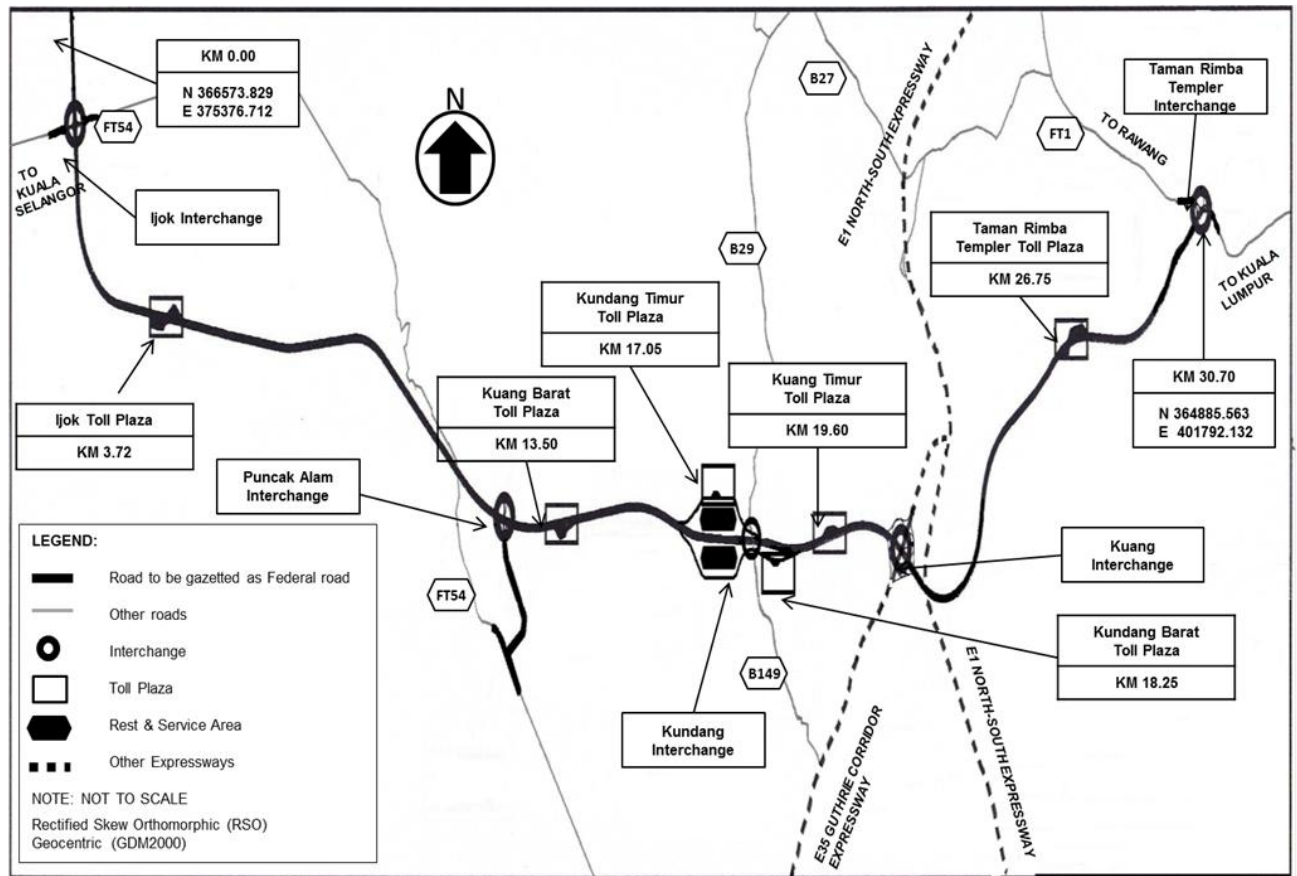 KM 0.00
N 366573.829
E 375376.712
FT54
TO
KUALA
SELANGOR
Ijok Interchange
N
B27
E1 NORTH-SOUTH EXPRESSWAY
FT1
TO RAWANG
Taman Rimba
Templer
Interchange
TO KUALA
LUMPUR
B29
Taman Rimba
Templer Toll Plaza
KM 26.75
Kundang Timur
Toll Plaza
KM 17.05
Kuang Timur
Toll Plaza
KM 19.60
KM 30.70
N 364885.563
E 401792.132
Ijok Toll Plaza
KM 3.72
Kuang Barat
Toll Plaza
KM 13.50
Puncak Alam
Interchange
Kuang
Interchange
FT54
Kundang Barat
Toll Plaza
KM 18.25
B149
Kundang
Interchange
E35 GUTHRIE CORRIDOR
EXPRESSWAY
E1 NORTH-SOUTH EXPRESSWAY
LEGEND:
Road to be gazetted as Federal road
Other roads
Interchange
Toll Plaza
Rest & Service Area
Other Expressways
NOTE: NOT TO SCALE
Rectified Skew Orthomorphic (RSO)
Geocentric (GDM2000)